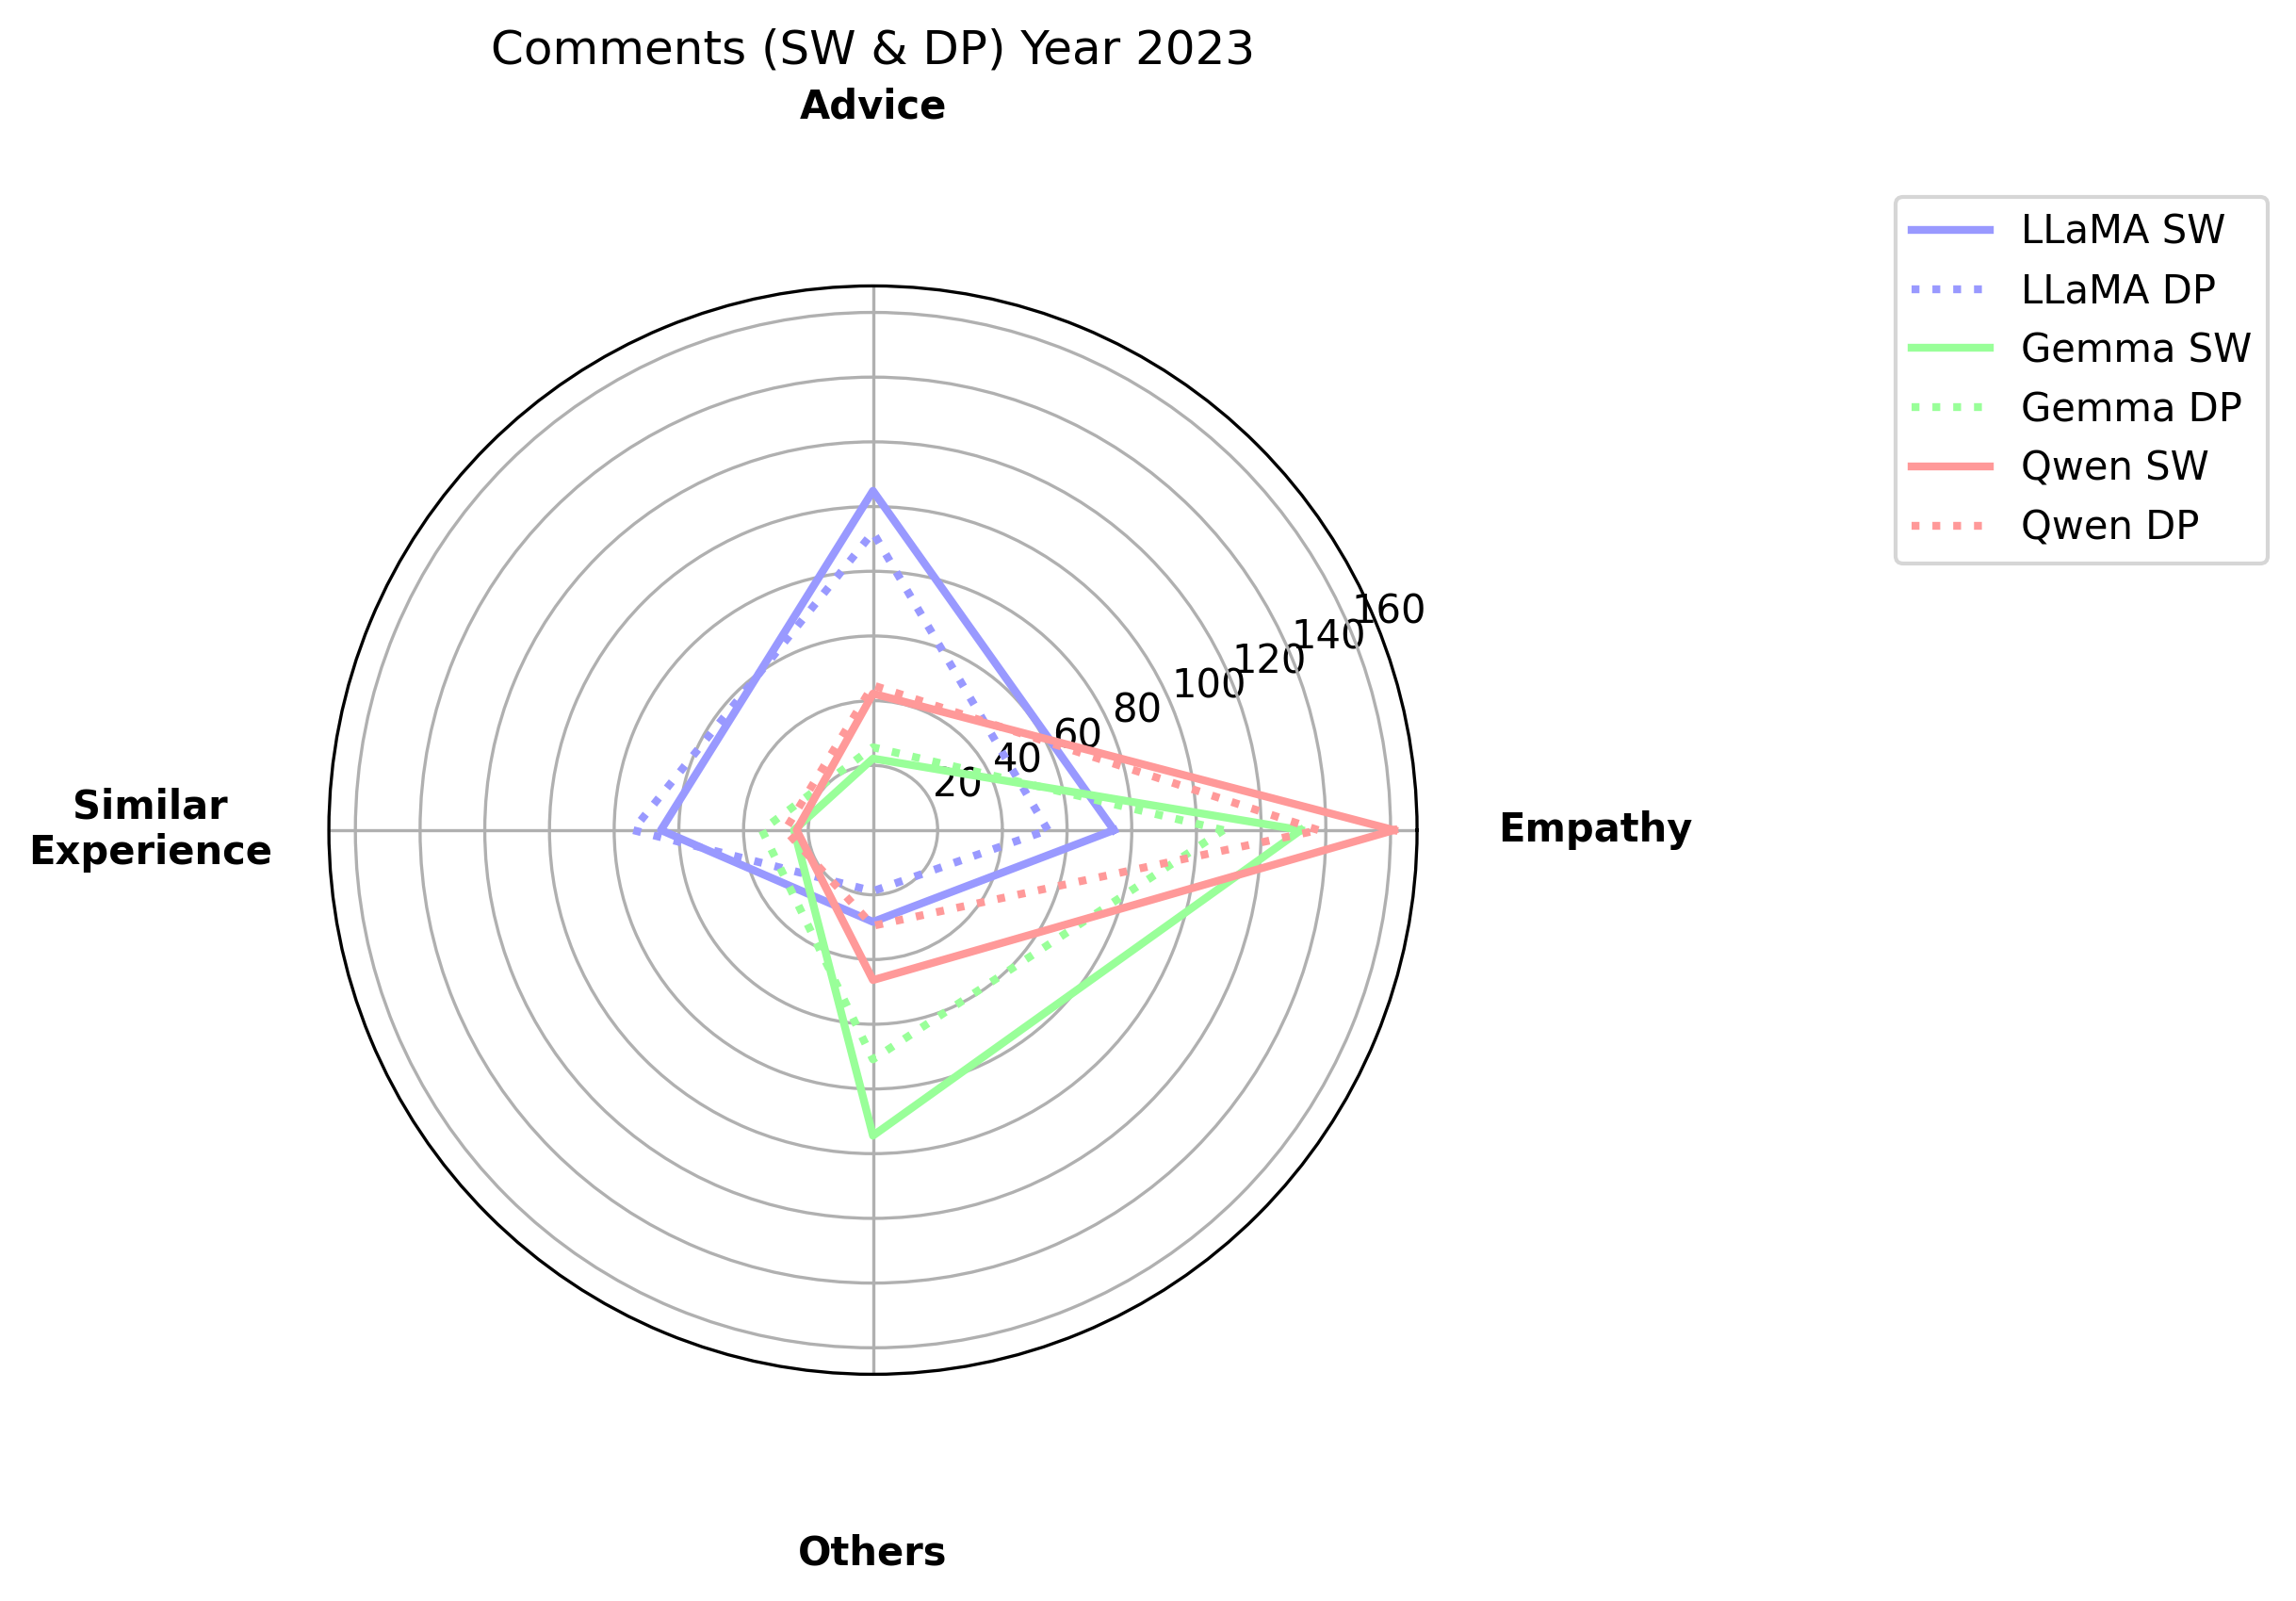 Comments (SW & DP) Year 2023
Advice
LLaMA SW
LLaMA DP
Gemma SW
Gemma DP
Qwen SW
Qwen DP
160
140
120
100
80
60
40
20
Similar
Experience
Empathy
Others